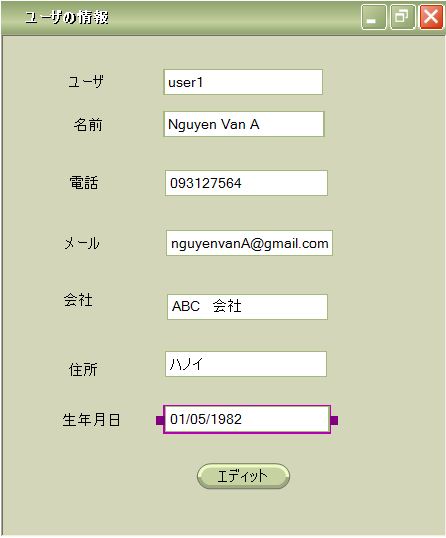 ユーザの情報
ユーザ user1
名前 Nguyen Van A
電話 093127564
メール nguyenvanA@gmail.com
会社 ABC　会社
住所 ハノイ
生年月日 01/05/1982
エディット